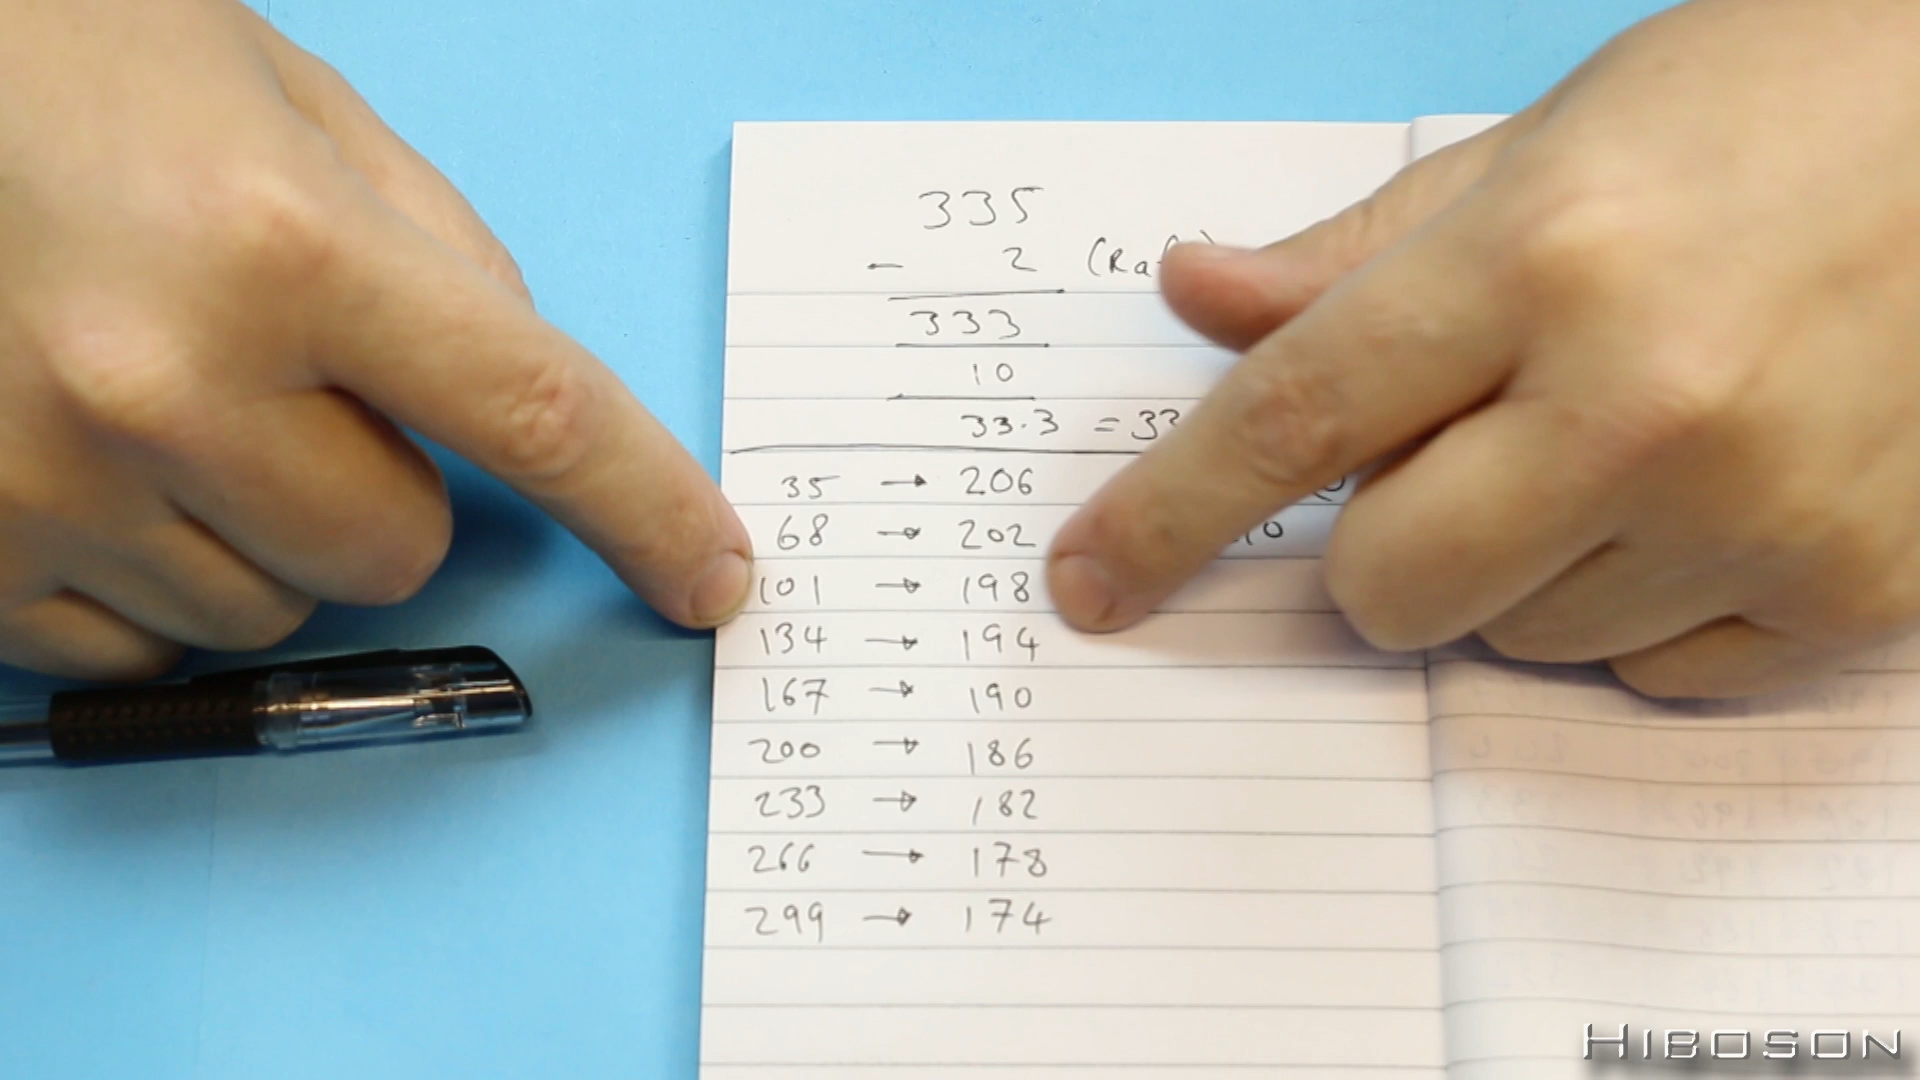 335
- 2
333
10
33.3 =
35 → 206
68 → 202
101 → 198
134 → 194
167 → 190
200 → 186
233 → 182
266 → 178
299 → 174
HIBOSON